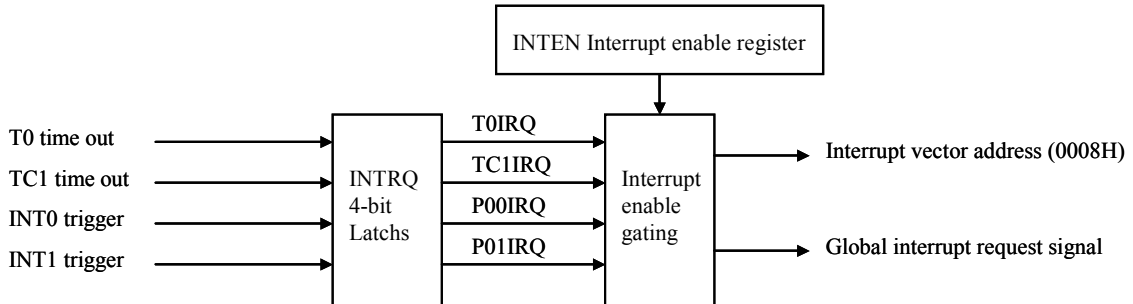 INTEN Interrupt enable register
T0 time out
TC1 time out
INT0 trigger
INT1 trigger
INTRQ
4-bit
Latchs
T0IRQ
TC1IRQ
P00IRQ
P01IRQ
Interrupt
enable
gating
Interrupt vector address (0008H)
Global interrupt request signal